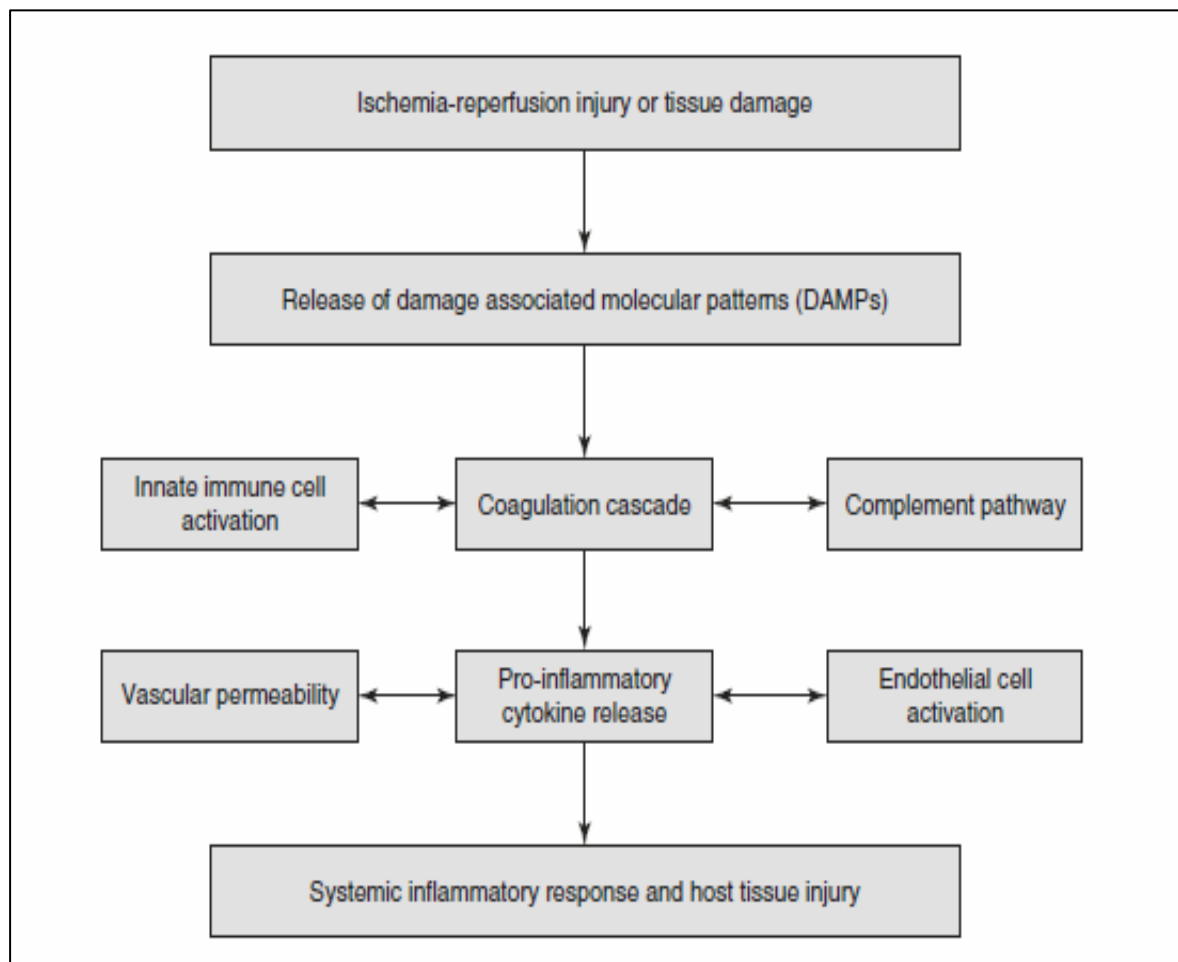 Ischemia-reperfusion injury or tissue damage
Release of damage associated molecular patterns (DAMPs)
Innate immune cell
activation
Coagulation cascade
Complement pathway
Vascular permeability
Pro-inflammatory
cytokine release
Endothelial cell
activation
Systemic inflammatory response and host tissue injury